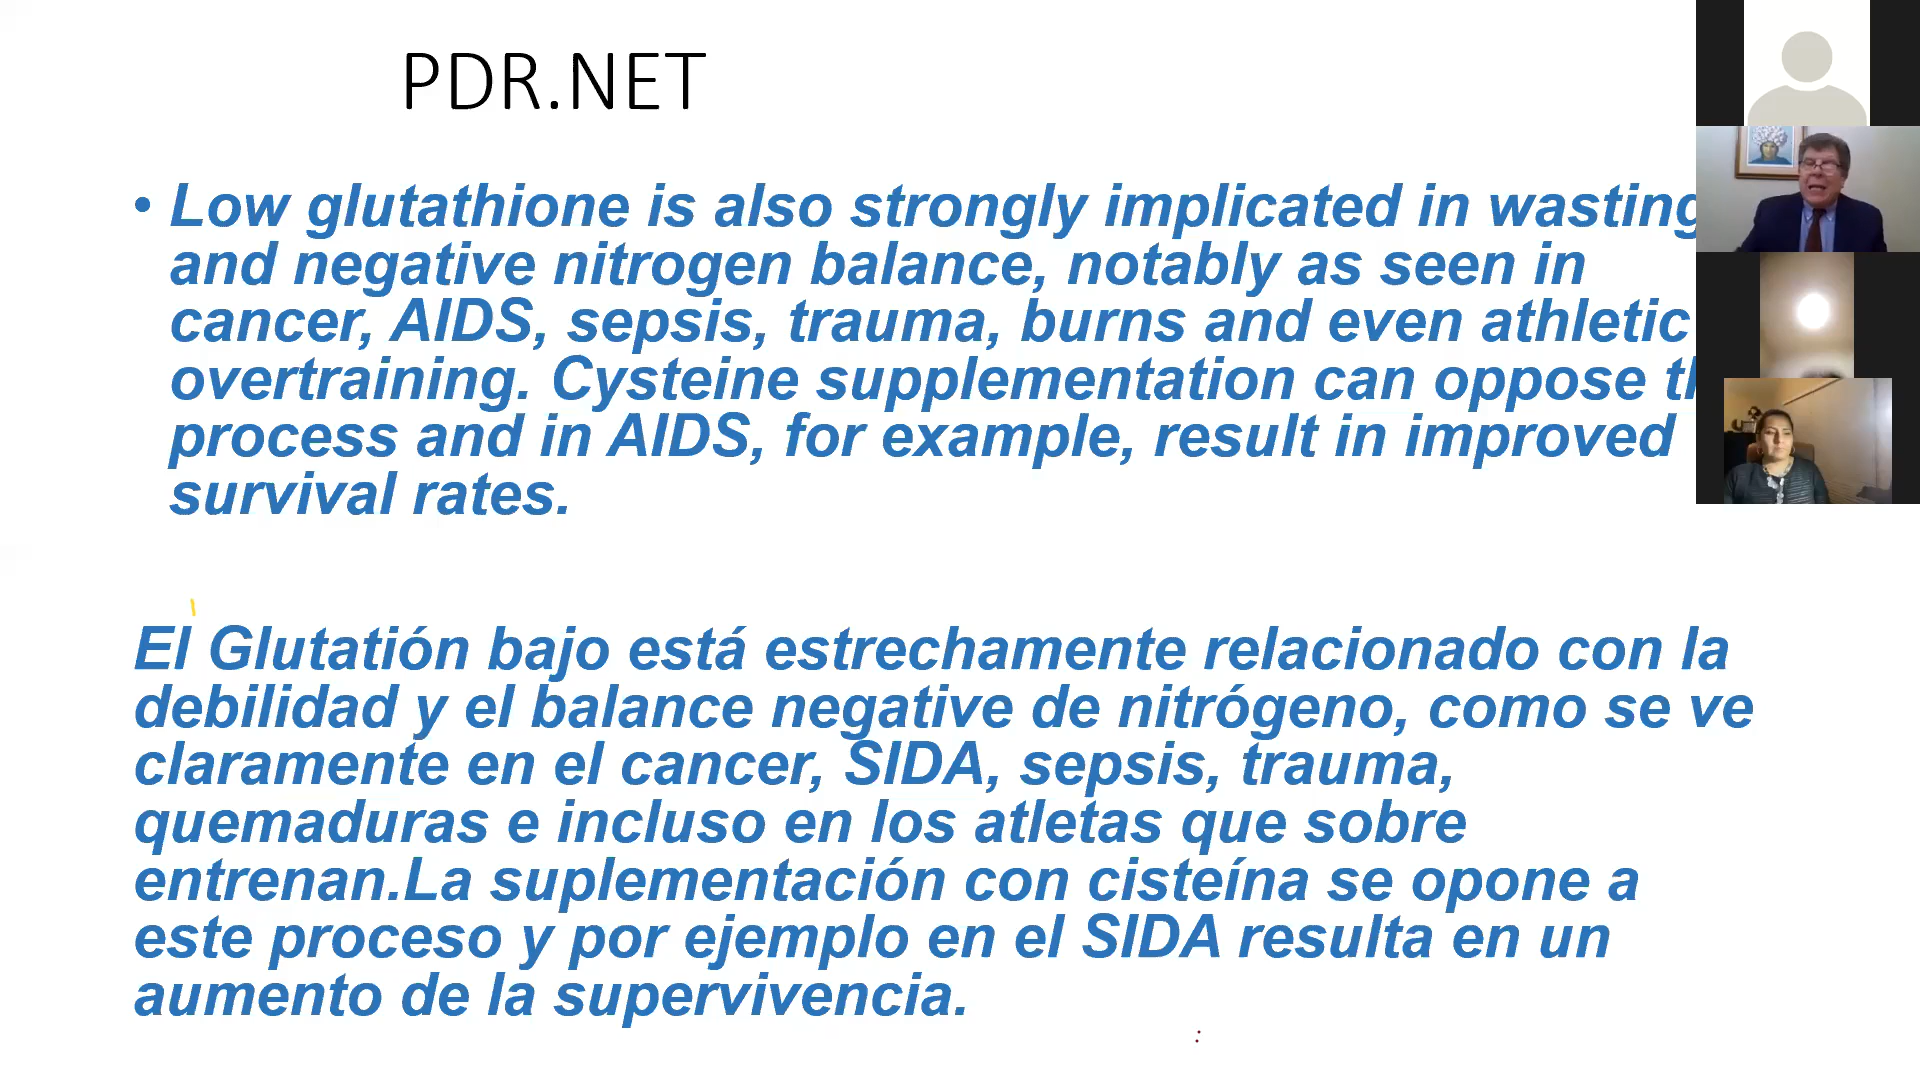 PDR.NET
• Low glutathione is also strongly implicated in wasting
and negative nitrogen balance, notably as seen in
cancer, AIDS, sepsis, trauma, burns and even athletic
overtraining. Cysteine supplementation can oppose
process and in AIDS, for example, result in improved
survival rates.
El Glutatión bajo está estrechamente relacionado con la
debilidad y el balance negative de nitrógeno, como se ve
claramente en el cancer, SIDA, sepsis, trauma,
quemaduras e incluso en los atletas que sobre
entrenan.La suplementación con cisteína se opone a
este proceso y por ejemplo en el SIDA resulta en un
aumento de la supervivencia.